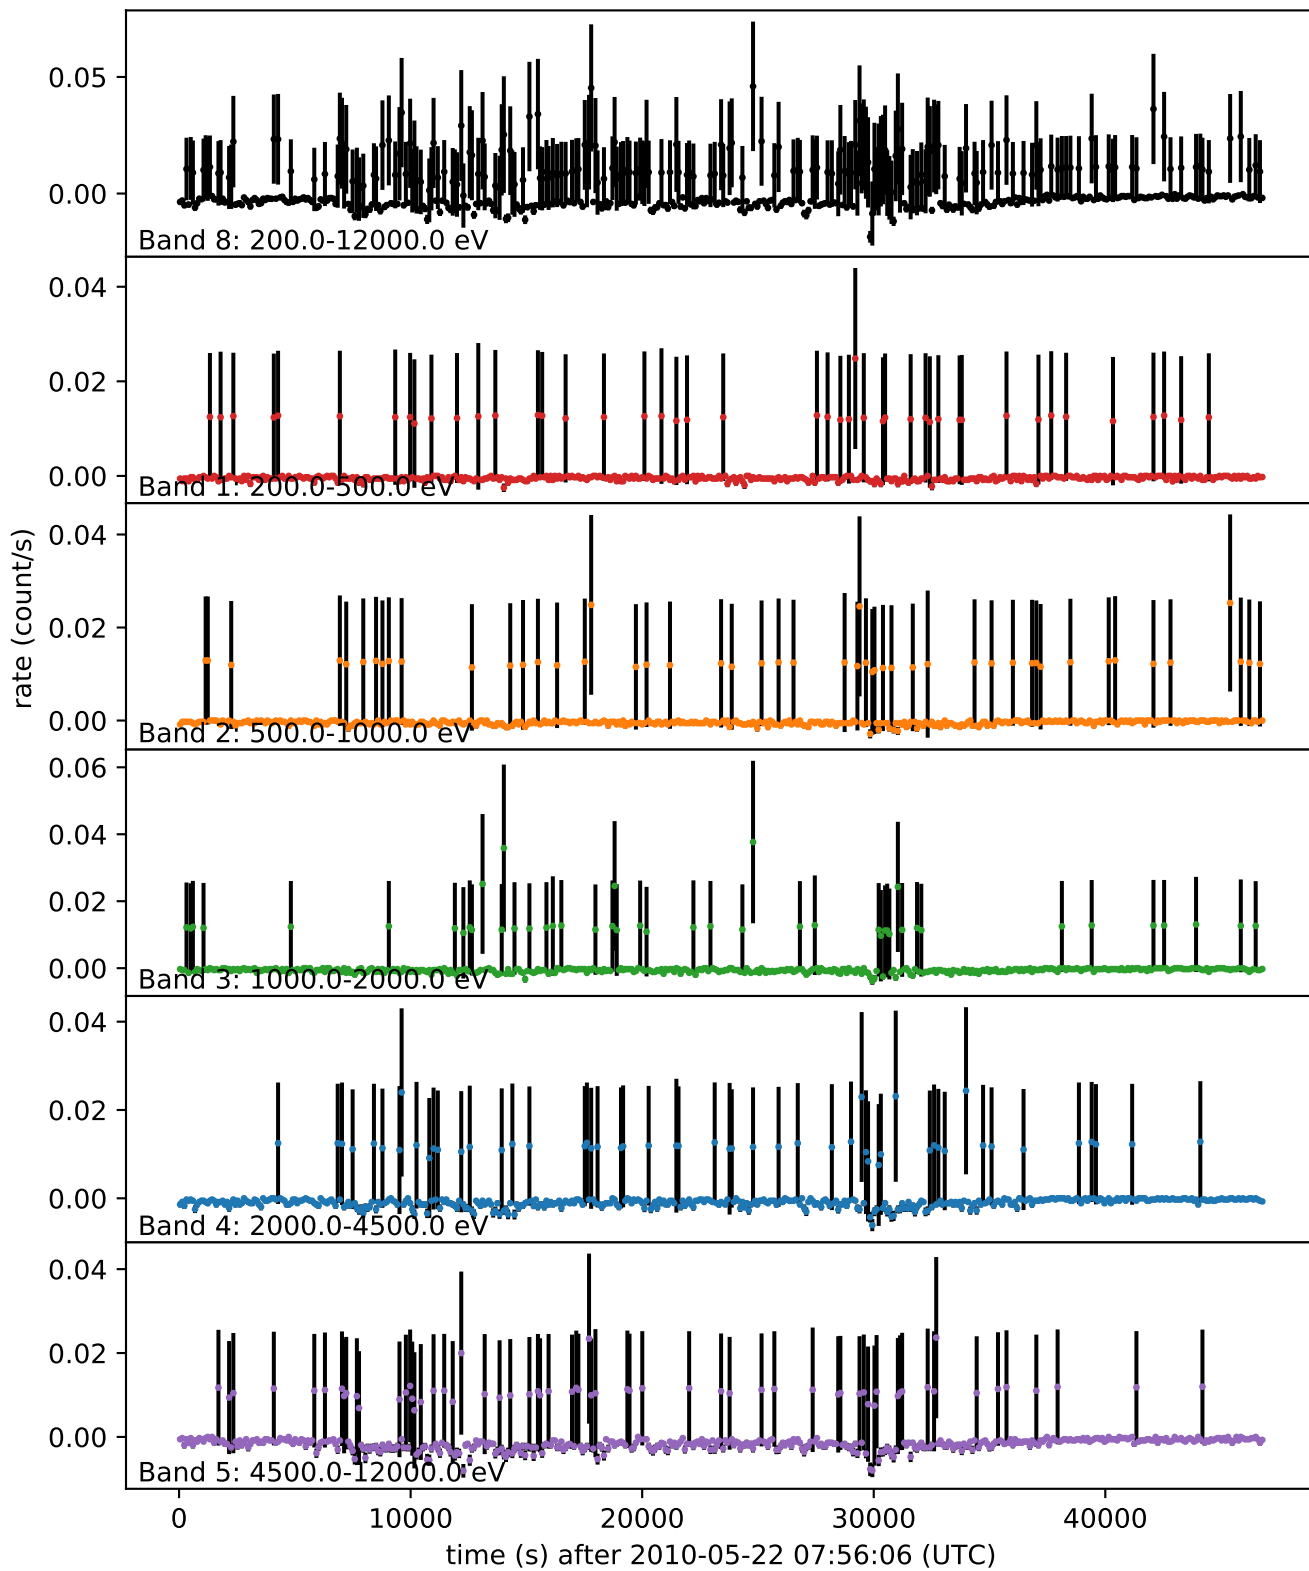 0.05
0.00
Band 8: 200.0-12000.0 eV
0.04
0.02
0.00
Band 1: 200.0-500.0 eV
0.04
0.02
0.00
Band 2: 500.0-1000.0 eV
rate (count/s)
0.06
0.04
0.02
0.00
Band 3: 1000.0-2000.0 eV
0.04
0.02
0.00
Band 4: 2000.0-4500.0 eV
0.04
0.02
0.00
Band 5: 4500.0-12000.0 eV
0 10000 20000 30000 40000
time (s) after 2010-05-22 07:56:06 (UTC)